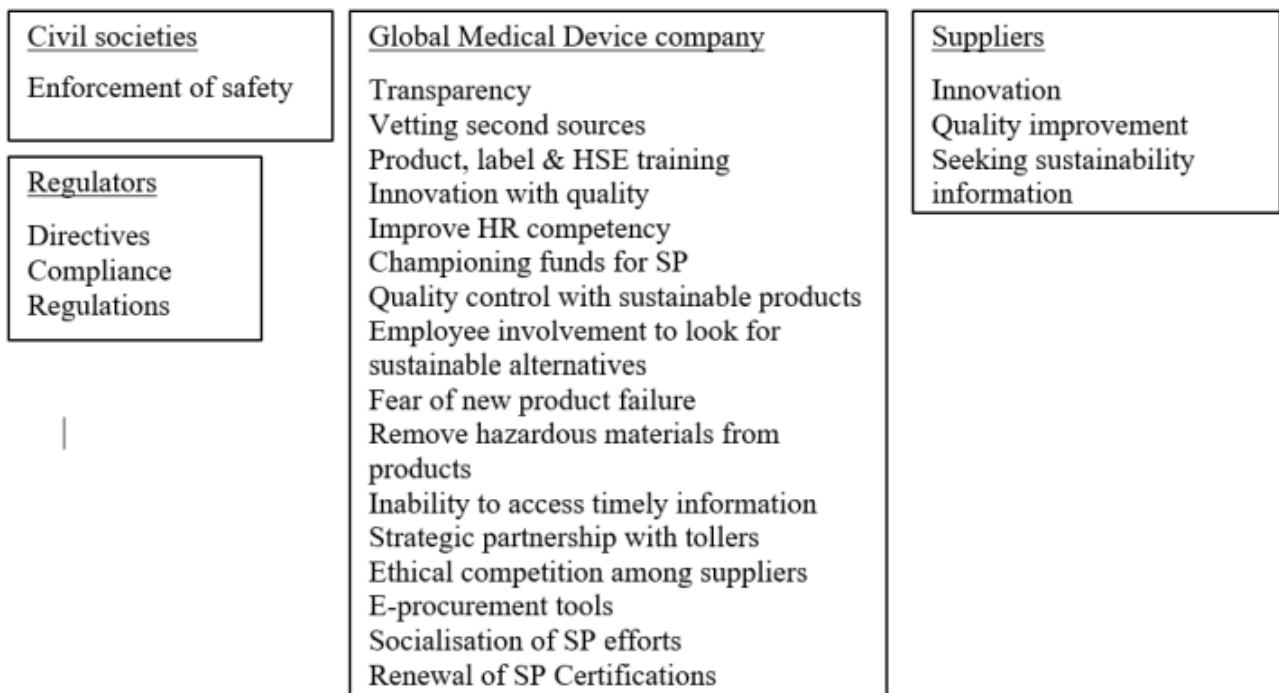 Civil societies
Enforcement of safety
Regulators
Directives
Compliance
Regulations
Global Medical Device company
Transparency
Vetting second sources
Product, label & HSE training
Innovation with quality
Improve HR competency
Championing funds for SP
Quality control with sustainable products
Employee involvement to look for
sustainable alternatives
Fear of new product failure
Remove hazardous materials from
products
Inability to access timely information
Strategic partnership with tollers
Ethical competition among suppliers
E-procurement tools
Socialisation of SP efforts
Renewal of SP Certifications
Suppliers
Innovation
Quality improvement
Seeking sustainability
information